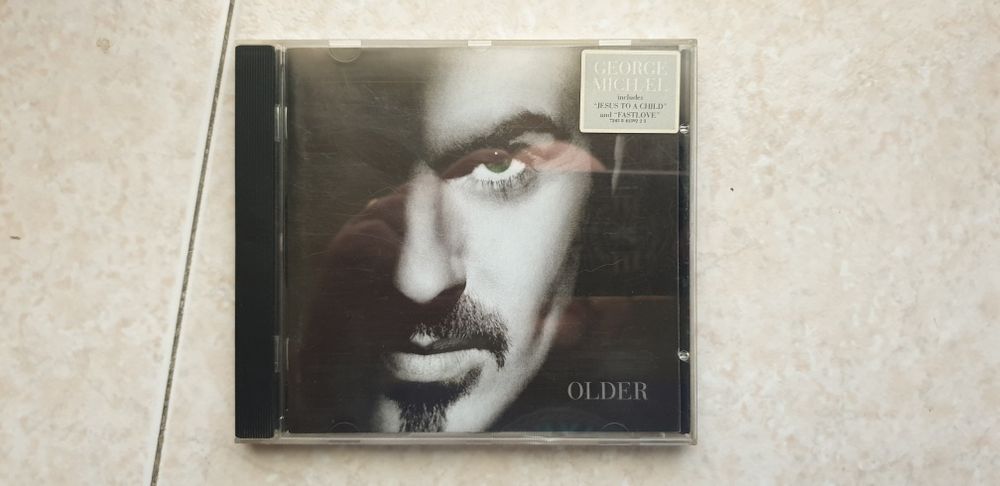 GEORGE
MICHAEL
includes
"JESUS TO A CHILD"
and "FASTLOVE"
OLDER